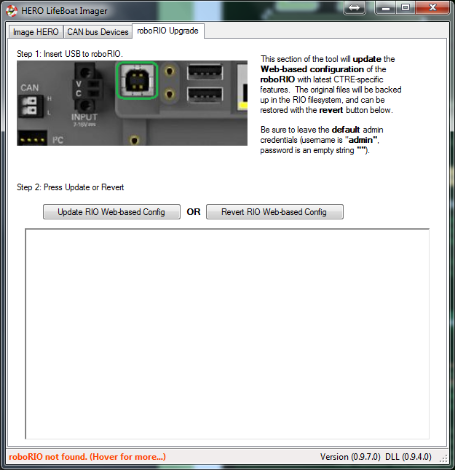 HERO LifeBoat Imager
Image HERO
CAN bus Devices
roboRIO Upgrade
Step 1: Insert USB to roboRIO.
CAN
H
L
V
C
INPUT
I²C
This section of the tool will update the
Web-based configuration of the
roboRIO with latest CTRE-specific
features. The original files will be backed
up in the RIO filesystem, and can be
restored with the revert button below.
Be sure to leave the default admin
credentials (username is "admin",
password is an empty string "").
Step 2: Press Update or Revert
Update RIO Web-based Config
OR
Revert RIO Web-based Config
roboRIO not found. (Hover for more...)
Version (0.9.7.0) DLL (0.9.4.0)